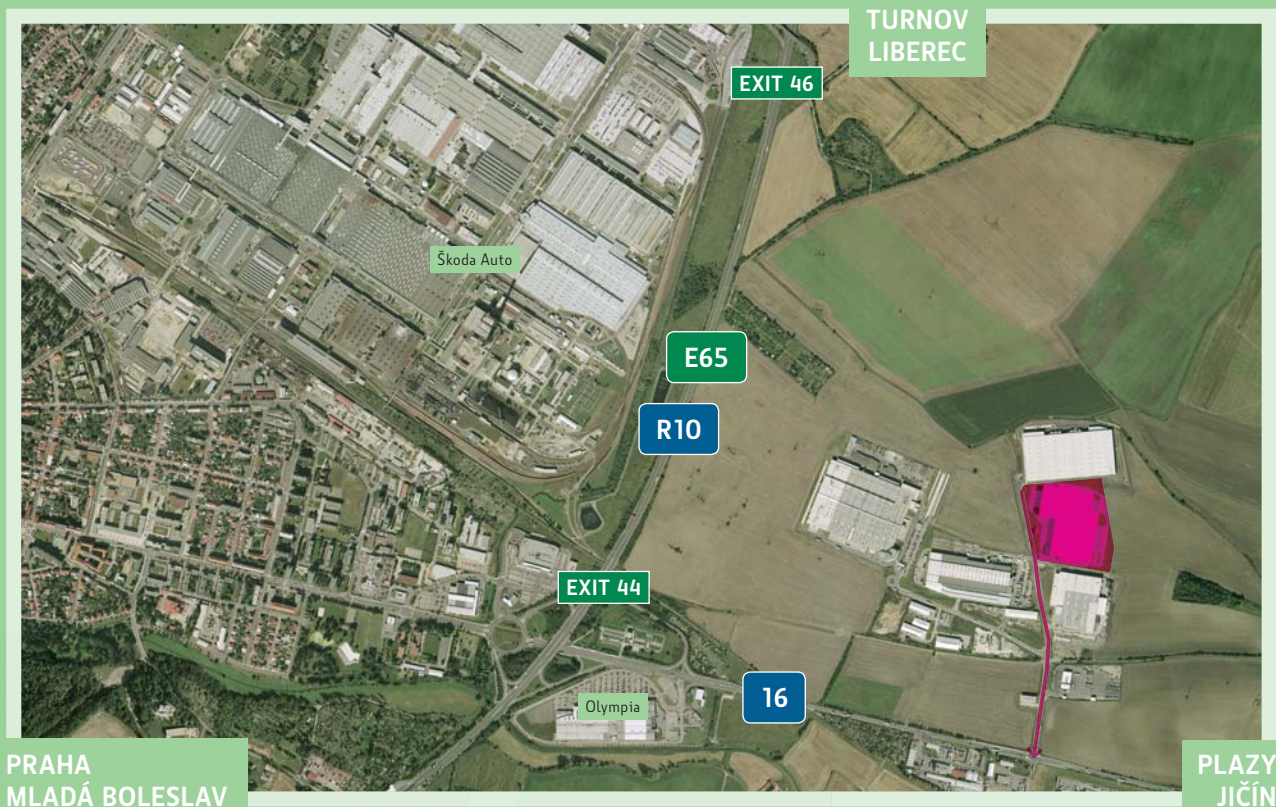 TURNOV
LIBEREC
EXIT 46
Škoda Auto
E65
R10
EXIT 44
16
Olympia
PRAHA
MLADÁ BOLESLAV
PLAZY
JIČÍN